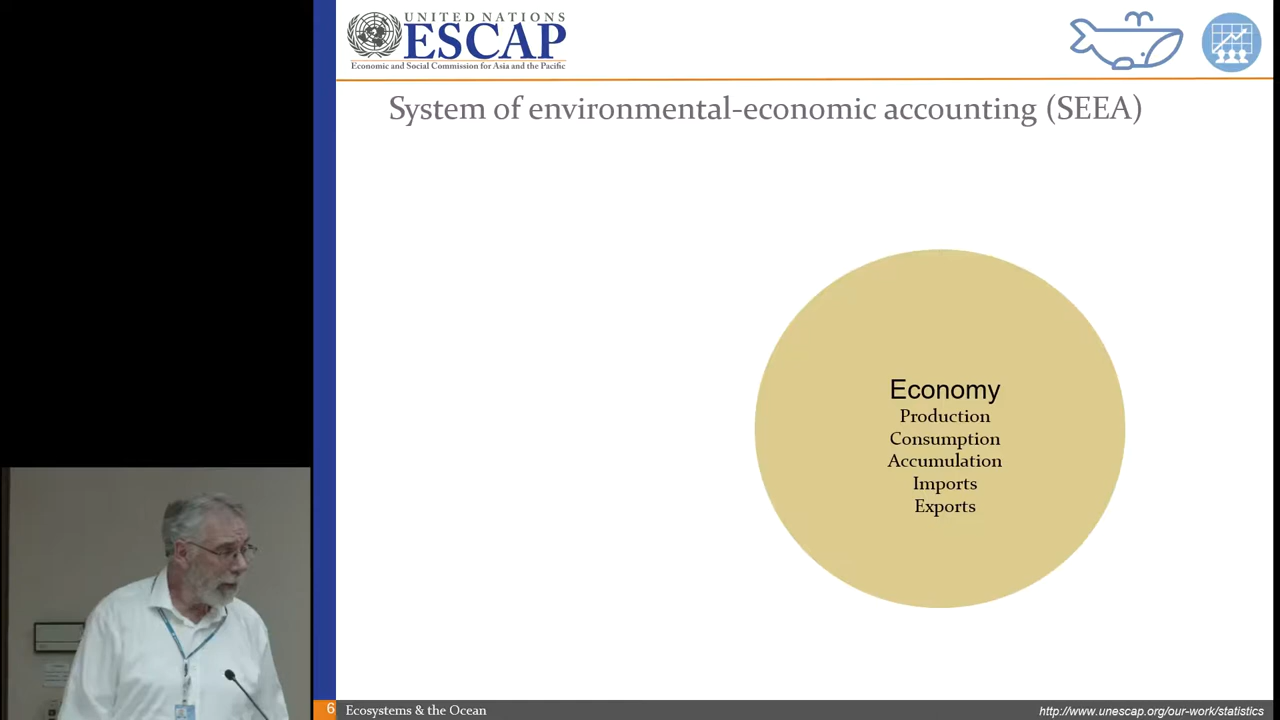 UNITED NATIONS
ESCAP
Economic and Social Commission for Asia and the Pacific
System of environmental-economic accounting (SEEA)
Economy
Production
Consumption
Accumulation
Imports
Exports
6
Ecosystems & the Ocean
http://www.unescap.org/our-work/statistics